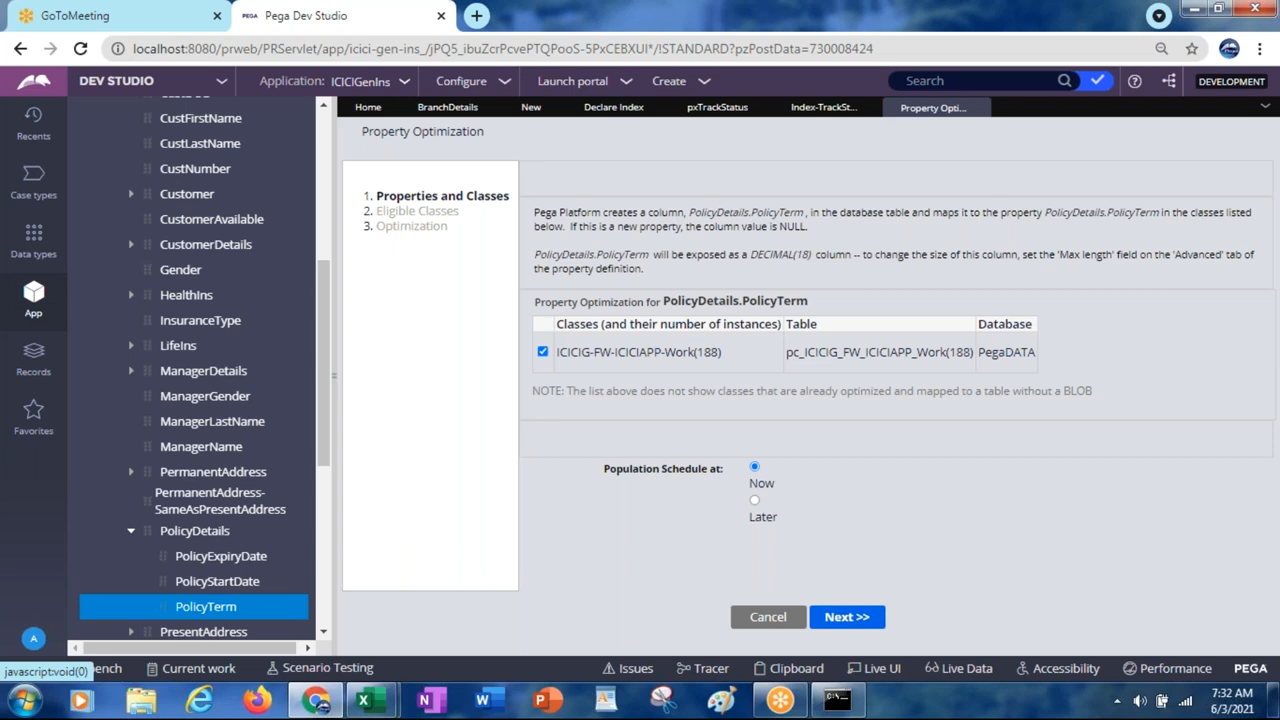 GoToMeeting
PEGA Pega Dev Studio
localhost:8080/prweb/PRServlet/app/icici-gen-ins_/jPQ5_ibuZcrPcvePTQPooS-5PxCEBXUI*/!STANDARD?pzPostData=730008424
DEV STUDIO
Application: ICICIGenIns
Configure
Launch portal
Create
Search
DEVELOPMENT
Recents
Case types
Data types
App
Records
Favorites
A
CustFirstName
CustLastName
CustNumber
Customer
CustomerAvailable
CustomerDetails
Gender
HealthIns
InsuranceType
LifeIns
ManagerDetails
ManagerGender
ManagerLastName
ManagerName
PermanentAddress
PermanentAddress-
SameAsPresentAddress
PolicyDetails
PolicyExpiryDate
PolicyStartDate
PolicyTerm
PresentAddress
Home
BranchDetails
New
Declare Index
pxTrackStatus
Index-TrackSt...
Property Opti...
Property Optimization
1. Properties and Classes
2. Eligible Classes
3. Optimization
Pega Platform creates a column, PolicyDetails.PolicyTerm , in the database table and maps it to the property PolicyDetails.PolicyTerm in the classes listed
below. If this is a new property, the column value is NULL.
PolicyDetails.PolicyTerm will be exposed as a DECIMAL(18) column -- to change the size of this column, set the 'Max length' field on the 'Advanced' tab of
the property definition.
Property Optimization for PolicyDetails.PolicyTerm
Classes (and their number of instances) Table Database
ICICIG-FW-ICICIAPP-Work(188) pc_ICICIG_FW_ICICIAPP_Work(188) PegaDATA
NOTE: The list above does not show classes that are already optimized and mapped to a table without a BLOB
Population Schedule at:
Now
Later
Cancel
Next >>
javascript:void(0)
ench
Current work
Scenario Testing
Issues
Tracer
Clipboard
Live UI
Live Data
Accessibility
Performance
PEGA
7:32 AM
6/3/2021